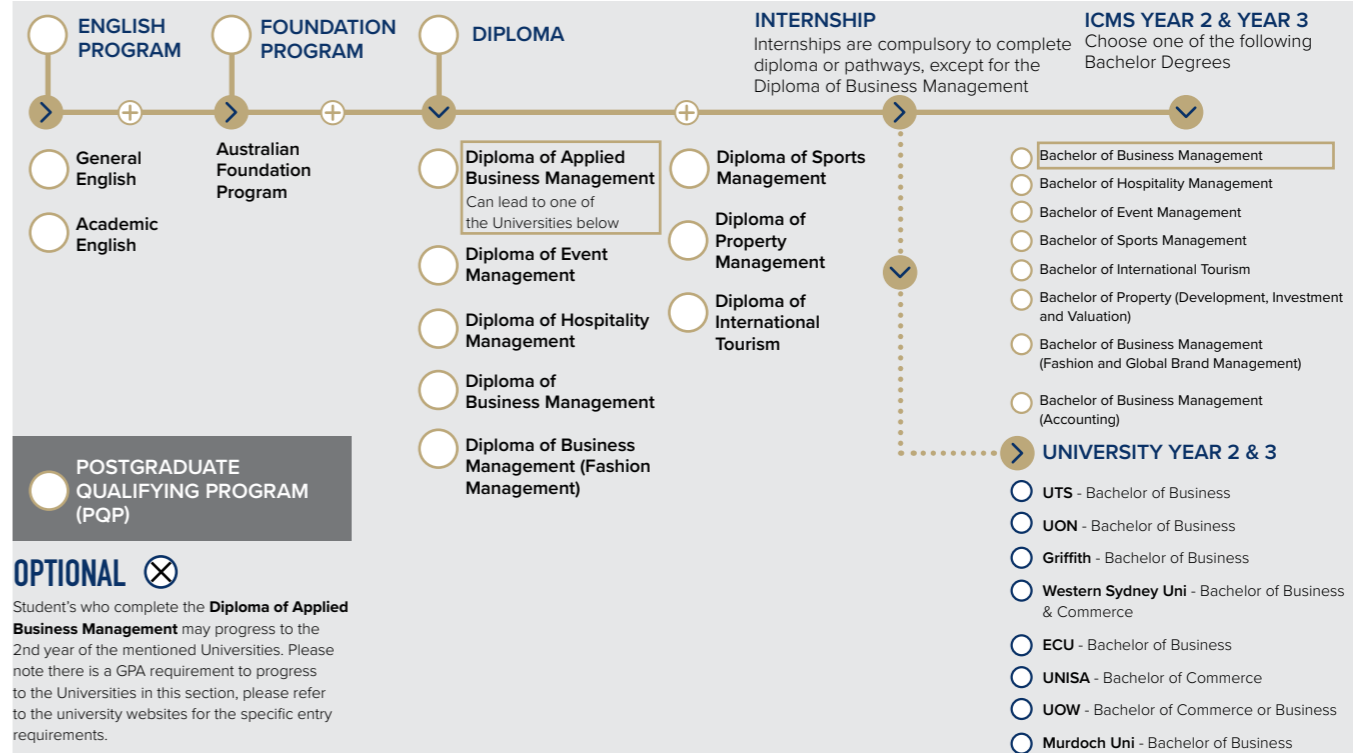 ENGLISH
PROGRAM
FOUNDATION
PROGRAM
DIPLOMA
INTERNSHIP
Internships are compulsory to complete
diploma or pathways, except for the
Diploma of Business Management
ICMS YEAR 2 & YEAR 3
Choose one of the following
Bachelor Degrees
General
English
Academic
English
Australian
Foundation
Program
Diploma of Applied
Business Management
Can lead to one of
the Universities below
Diploma of Event
Management
Diploma of Hospitality
Management
Diploma of
Business Management
Diploma of Business
Management (Fashion
Management)
Diploma of Sports
Management
Diploma of
Property
Management
Diploma of
International
Tourism
Bachelor of Business Management
Bachelor of Hospitality Management
Bachelor of Event Management
Bachelor of Sports Management
Bachelor of International Tourism
Bachelor of Property (Development, Investment
and Valuation)
Bachelor of Business Management
(Fashion and Global Brand Management)
Bachelor of Business Management
(Accounting)
UNIVERSITY YEAR 2 & 3
UTS - Bachelor of Business
UON - Bachelor of Business
Griffith - Bachelor of Business
Western Sydney Uni - Bachelor of Business
& Commerce
ECU - Bachelor of Business
UNISA - Bachelor of Commerce
UOW - Bachelor of Commerce or Business
Murdoch Uni - Bachelor of Business
POSTGRADUATE
QUALIFYING PROGRAM
(PQP)
OPTIONAL
Student's who complete the Diploma of Applied
Business Management may progress to the
2nd year of the mentioned Universities. Please
note there is a GPA requirement to progress
to the Universities in this section, please refer
to the university websites for the specific entry
requirements.